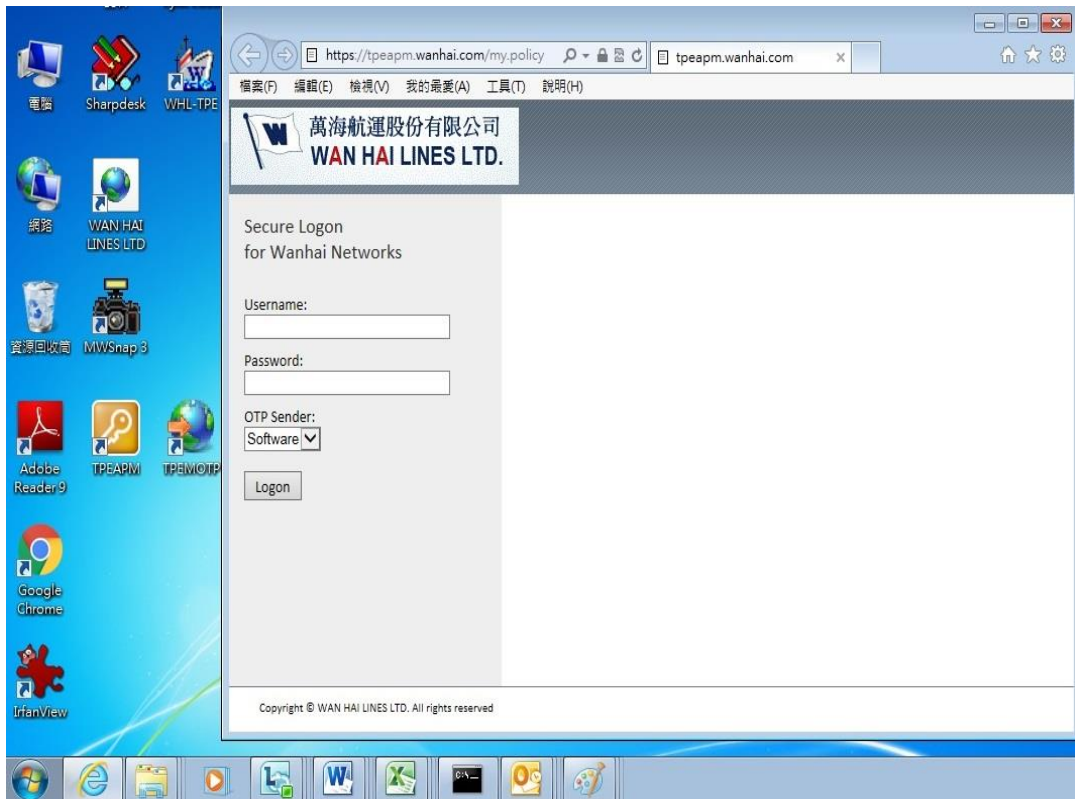 https://tpeapm.wanhai.com/my.policy
tpeapm.wanhai.com
檔案(F) 編輯(E) 檢視(V) 我的最愛(A) 工具(T) 說明(H)
W
萬海航運股份有限公司
WAN HAI LINES LTD.
Secure Logon
for Wanhai Networks
Username:
Password:
OTP Sender:
Software
Logon
Copyright © WAN HAI LINES LTD. All rights reserved
電腦
Sharpdesk
WHL-TPE
網路
WAN HAI
LINES LTD
資源回收筒
MWSnap 3
Adobe
Reader 9
TPEAPM
TPEMOTP
Google
Chrome
IrfanView